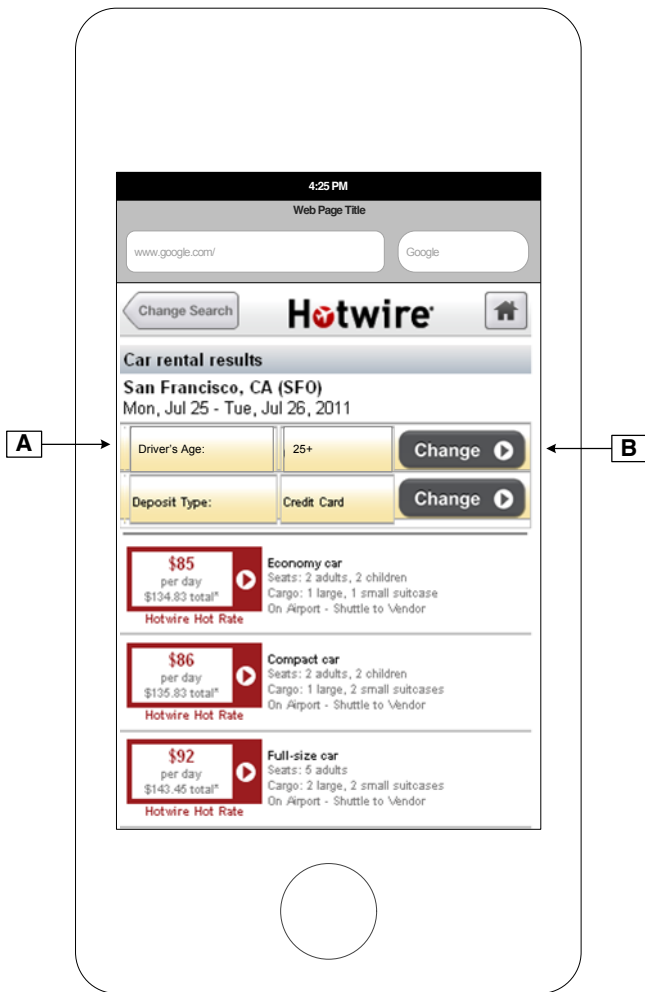 4:25 PM
Web Page Title
www.google.com/ Google
Change Search Hotwire
Car rental results
San Francisco, CA (SFO)
Mon, Jul 25 - Tue, Jul 26, 2011
A Driver's Age: 25+ Change B
Deposit Type: Credit Card Change
$85
per day
$134.83 total*
Hotwire Hot Rate
Economy car
Seats: 2 adults, 2 children
Cargo: 1 large, 1 small suitcase
On Airport - Shuttle to Vendor
$86
per day
$135.83 total*
Hotwire Hot Rate
Compact car
Seats: 2 adults, 2 children
Cargo: 1 large, 2 small suitcases
On Airport - Shuttle to Vendor
$92
per day
$143.45 total*
Hotwire Hot Rate
Full-size car
Seats: 5 adults
Cargo: 2 large, 2 small suitcases
On Airport - Shuttle to Vendor